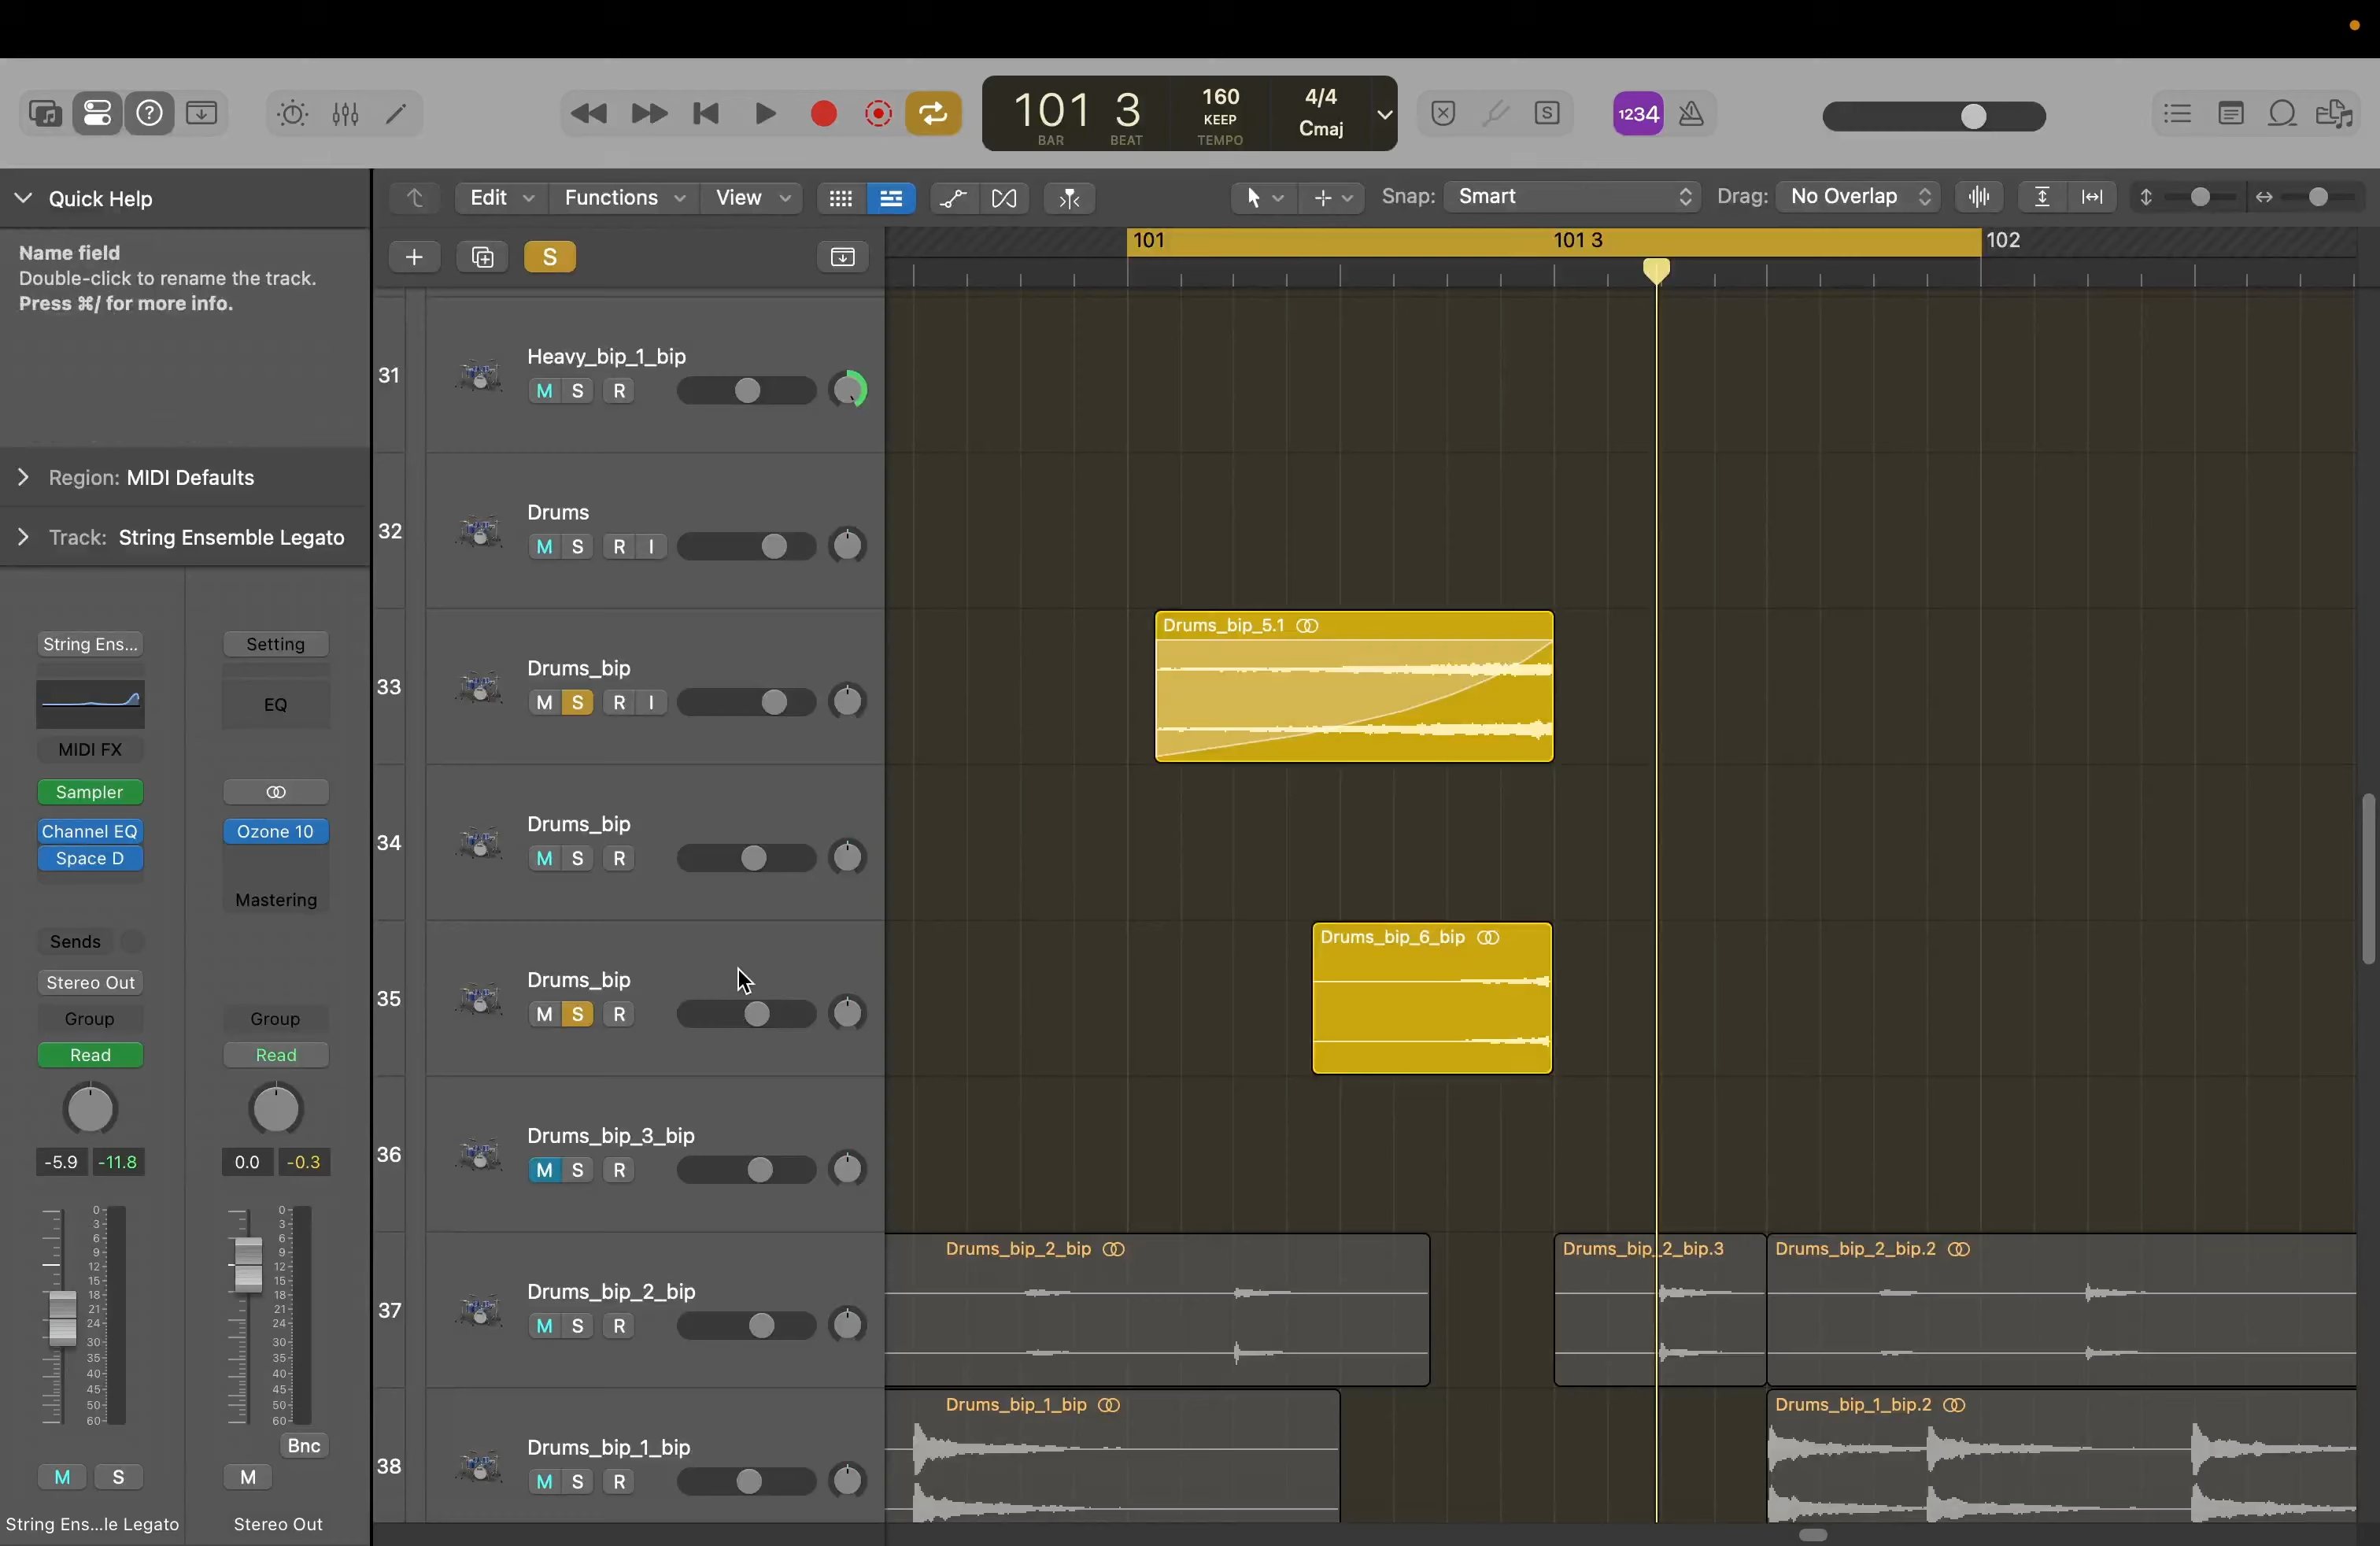 1234
101 3
BAR BEAT
160
KEEP
TEMPO
4/4
Cmaj
S
Quick Help
Name field
Double-click to rename the track.
Press ⌘/ for more info.
Region: MIDI Defaults
Track: String Ensemble Legato
Edit Functions View
Snap: Smart
Drag: No Overlap
S
101 101 3 102
31 Heavy_bip_1_bip
M S R
32 Drums
M S R I
33 Drums_bip
M S R I
Drums_bip_5.1
34 Drums_bip
M S R
35 Drums_bip
M S R
Drums_bip_6_bip
36 Drums_bip_3_bip
M S R
37 Drums_bip_2_bip
M S R
Drums_bip_2_bip
Drums_bip_2_bip.3
Drums_bip_2_bip.2
38 Drums_bip_1_bip
M S R
Drums_bip_1_bip
Drums_bip_1_bip.2
String Ens...
MIDI FX
Sampler
Channel EQ
Space D
Sends
Stereo Out
Group
Read
-5.9 -11.8
0
3
6
9
12
15
18
21
24
30
35
40
45
50
60
M S
String Ens...le Legato
Setting
EQ
Ozone 10
Mastering
Group
Read
0.0 -0.3
0
3
6
9
12
15
18
21
24
30
35
40
45
50
60
Bnc
M
Stereo Out